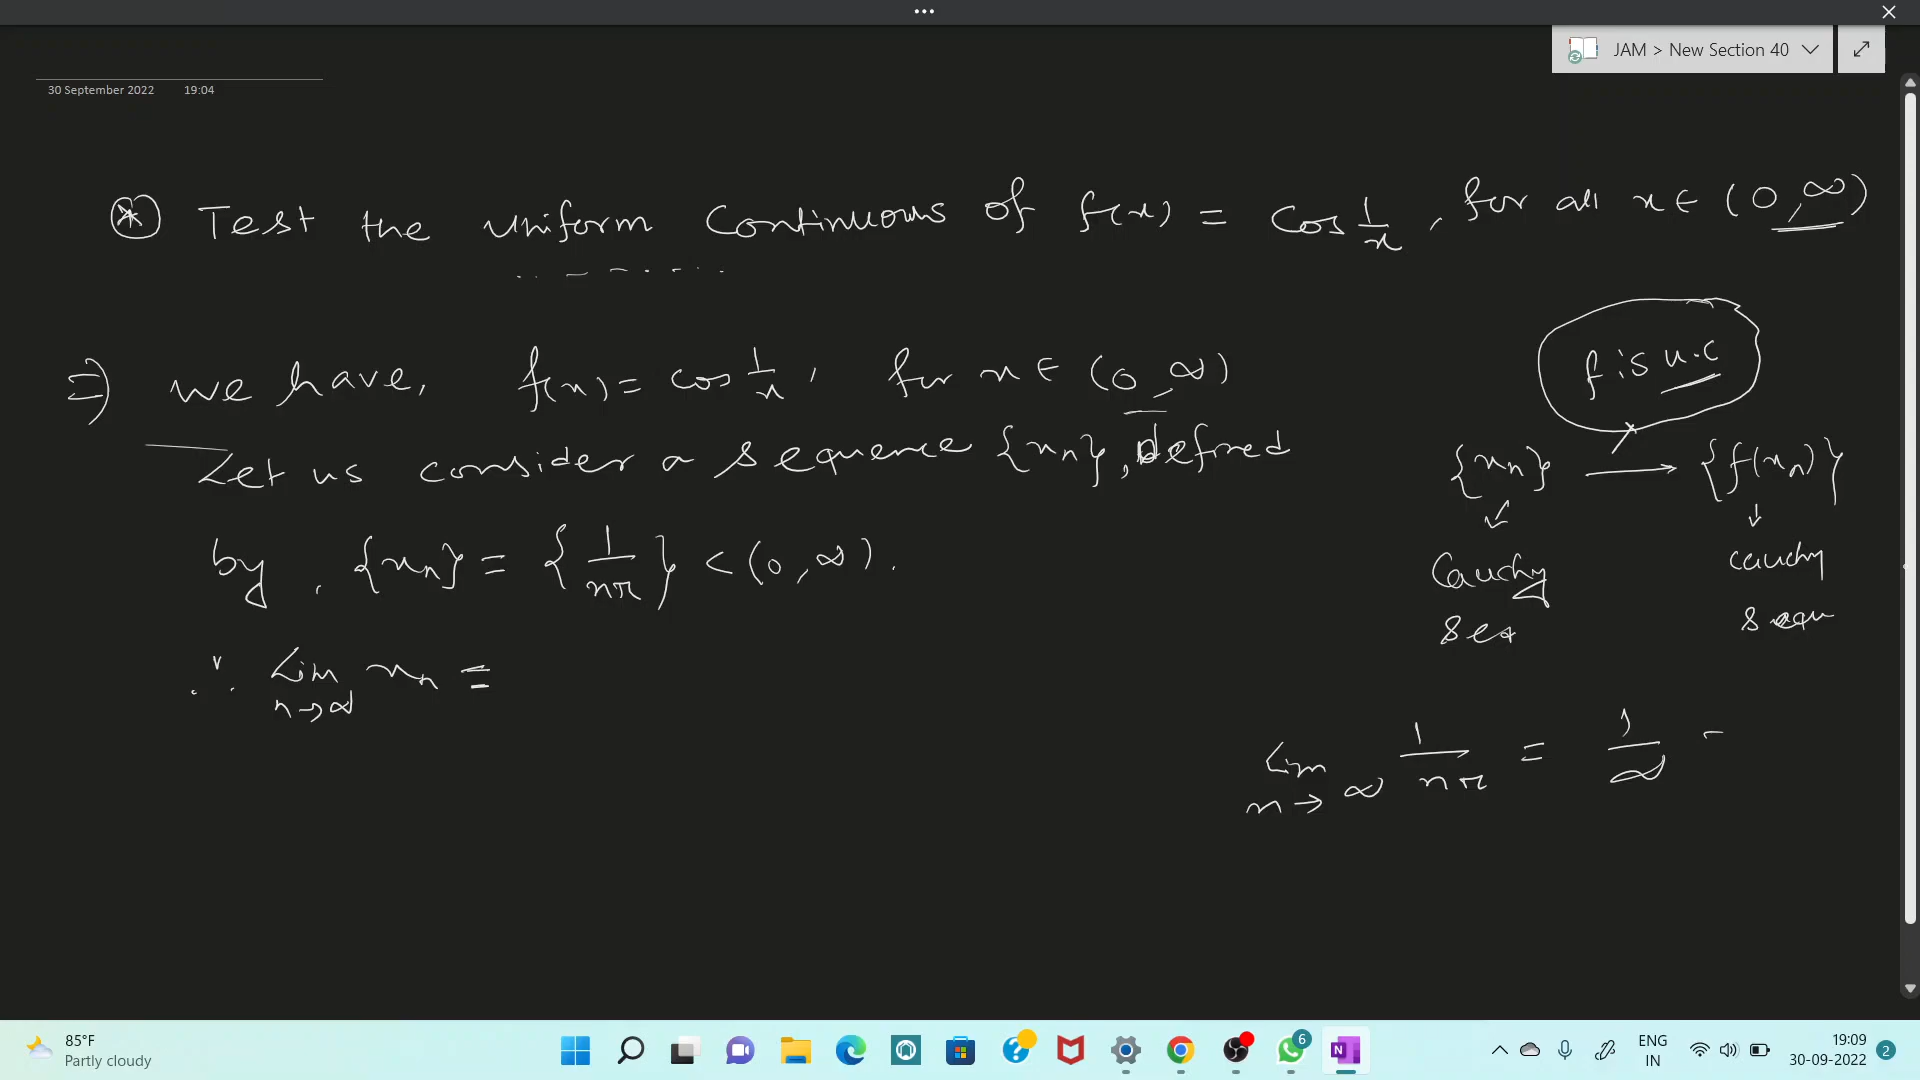 •••
JAM > New Section 40
30 September 2022 19:04
* Test the uniform continuous of f(x) = cos 1/x, for all x ∈ (0, ∞)
⇒ we have, f(x) = cos 1/x, for x ∈ (0, ∞)
f is u.c
Let us consider a sequence {xn}, defined
{xn} → {f(xn)}
by, {xn} = {1/nπ} < (0, ∞).
Cauchy cauchy
Seq sequ
∴ Lim n→∞ xn =
Lim n→∞ 1/nπ = 1/∞ =
85°F
Partly cloudy
6
ENG
IN
19:09
30-09-2022
2